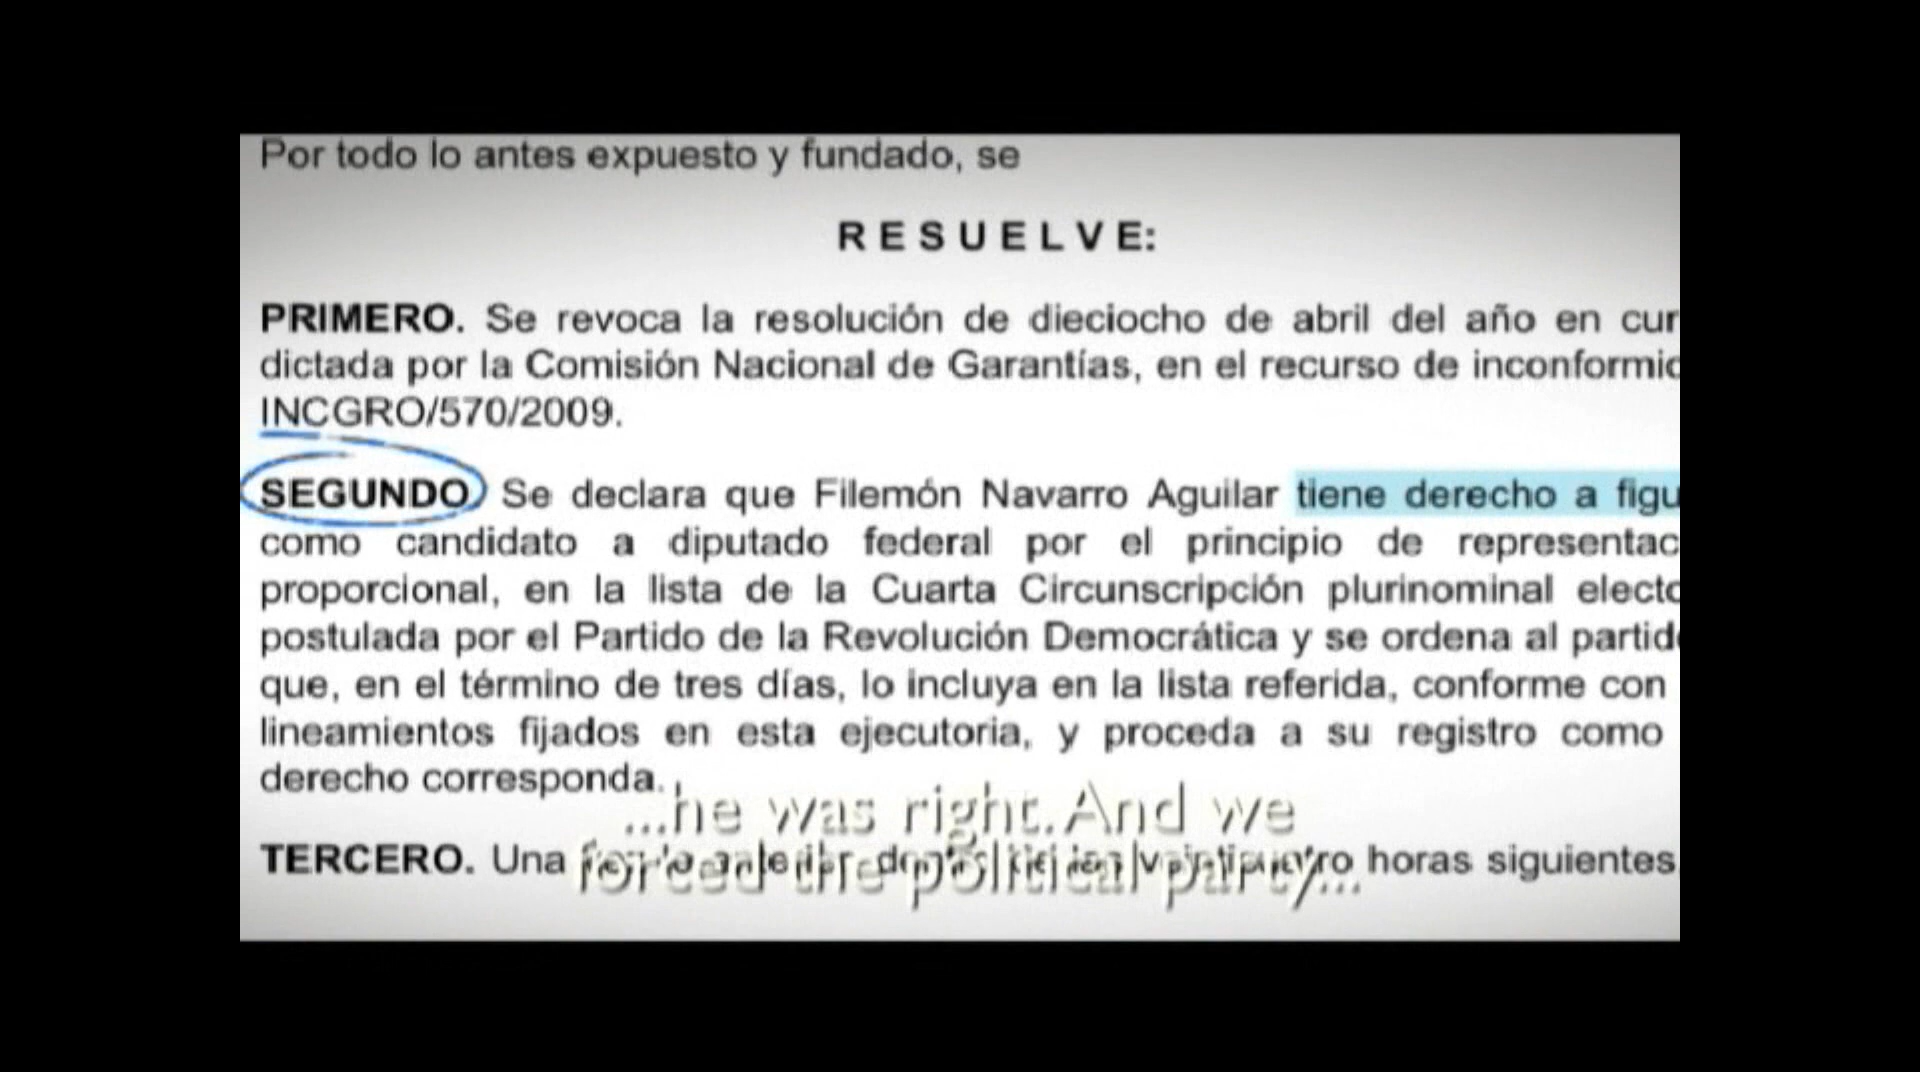 Por todo lo antes expuesto y fundado, se
R E S U E L V E:
PRIMERO. Se revoca la resolución de dieciocho de abril del año en cur
dictada por la Comisión Nacional de Garantías, en el recurso de inconformid
INCGRO/570/2009.
SEGUNDO Se declara que Filemón Navarro Aguilar tiene derecho a figu
como candidato a diputado federal por el principio de representac
proporcional, en la lista de la Cuarta Circunscripción plurinominal electo
postulada por el Partido de la Revolución Democrática y se ordena al partido
que, en el término de tres días, lo incluya en la lista referida, conforme con
lineamientos fijados en esta ejecutoria, y proceda a su registro como
derecho corresponda.
...he was right. And we
TERCERO. Una horas siguientes
forced the political party...